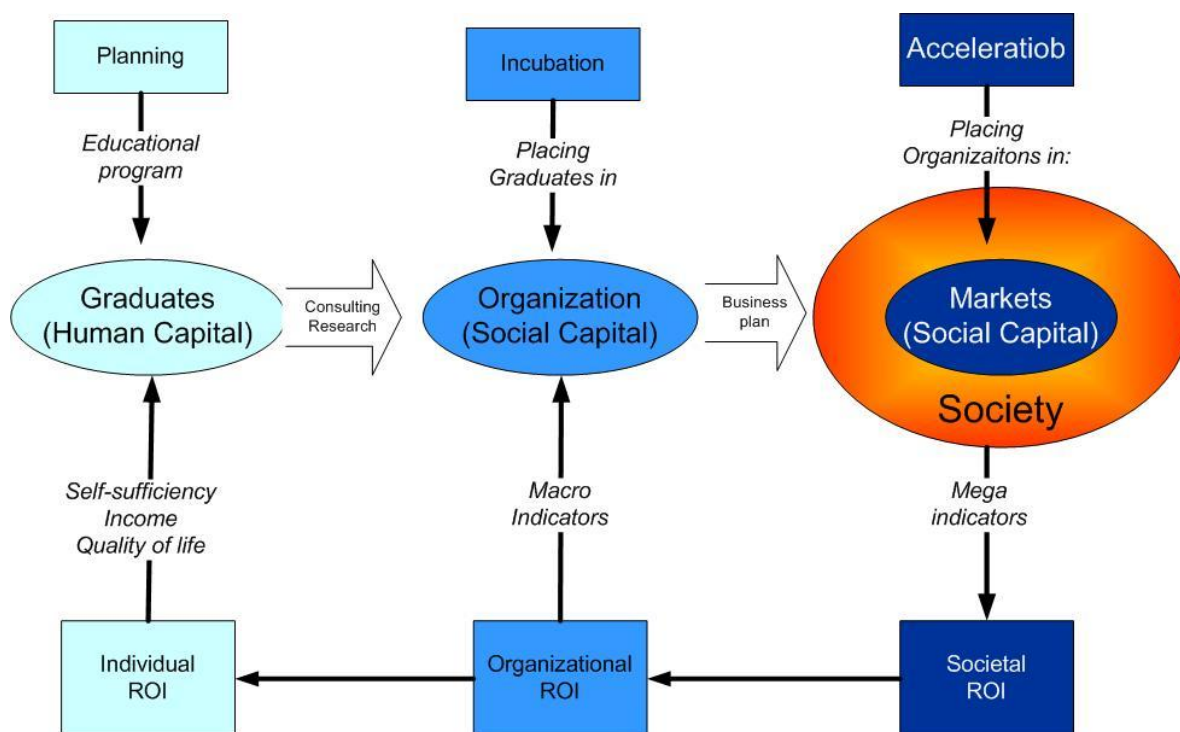 Planning
Incubation
Acceleratiob
Educational
program
Placing
Graduates in
Placing
Organizaitons in:
Graduates
(Human Capital)
Consulting
Research
Organization
(Social Capital)
Business
plan
Markets
(Social Capital)
Society
Self-sufficiency
Income
Quality of life
Macro
Indicators
Mega
indicators
Individual
ROI
Organizational
ROI
Societal
ROI